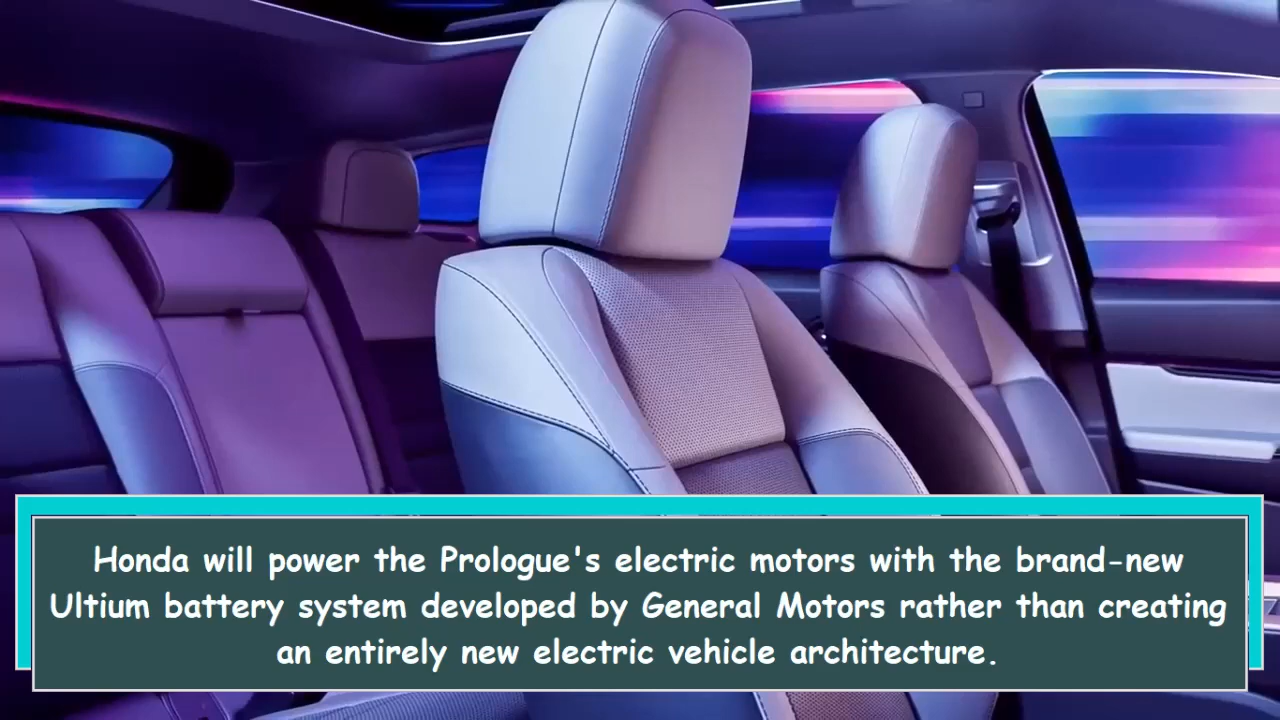 Honda will power the Prologue's electric motors with the brand-new
Ultium battery system developed by General Motors rather than creating
an entirely new electric vehicle architecture.